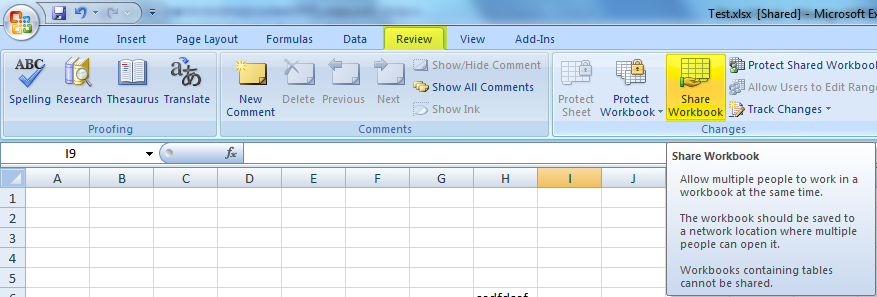 Test.xlsx [Shared] - Microsoft Ex
Home Insert Page Layout Formulas Data Review View Add-Ins
ABC
Spelling Research Thesaurus Translate
Proofing
New Comment Delete Previous Next
Show/Hide Comment
Show All Comments
Show Ink
Comments
Protect Sheet Protect Workbook Share Workbook
Protect Shared Workboo
Allow Users to Edit Rang
Track Changes
Changes
I9 fx
A B C D E F G H I J
1
2
3
4
5
Share Workbook
Allow multiple people to work in a
workbook at the same time.
The workbook should be saved to
a network location where multiple
people can open it.
Workbooks containing tables
cannot be shared.